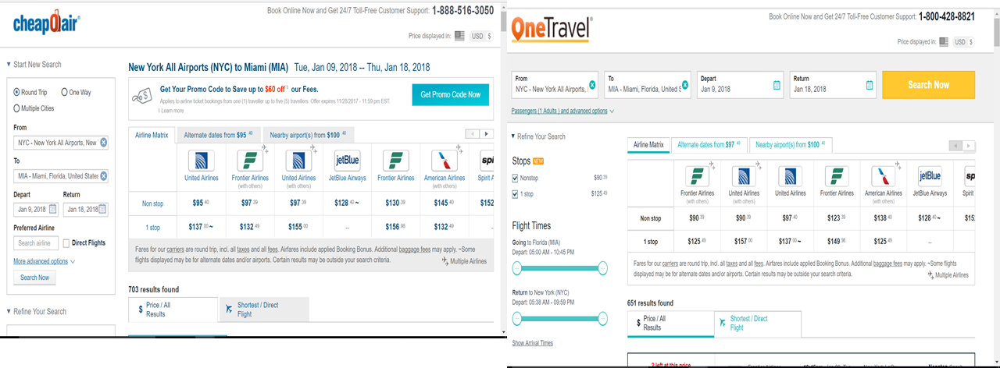 cheapOair
Book Online Now and Get 24/7 Toll-Free Customer Support: 1-888-516-3050
Price displayed in: USD $
Start New Search
Round Trip One Way
Multiple Cities
From
NYC - New York All Airports, New
To
MIA - Miami, Florida, United States
Depart Return
Jan 9, 2018 Jan 18, 2018
Preferred Airline
Search airline Direct Flights
More advanced options
Search Now
Refine Your Search
New York All Airports (NYC) to Miami (MIA) Tue, Jan 09, 2018 -- Thu, Jan 18, 2018
Get Your Promo Code to Save up to $60 off our Fees.
Applies to airline ticket bookings from one (1) traveller up to five (5) travellers. Offer expires 11/28/2017 - 11:59 pm EST.
Learn more
Get Promo Code Now
Airline Matrix Alternate dates from $95.40 Nearby airport(s) from $100.40
jetBlue spi
United Airlines Frontier Airlines United Airlines JetBlue Airways Frontier Airlines American Airlines Spirit A
(with others) (with others) (with others)
Non stop $95.40 $97.39 $97.39 $128.40 ~ $130.39 $145.40 $152
1 stop $137.00 ~ $132.49 $155.00 -- $156.98 $132.49
Fares for our carriers are round trip, incl. all taxes and all fees. Airfares include applied Booking Bonus. Additional baggage fees may apply. ~Some
flights displayed may be for alternate dates and/or airports. Certain results may be outside your search criteria.
Multiple Airlines
703 results found
$ Price / All
Results
Shortest / Direct
Flight
OneTravel
Book Online Now and Get 24/7 Toll-Free Customer Support: 1-800-428-8821
Price displayed in: USD $
From
NYC - New York All Airports,
To
MIA - Miami, Florida, United S
Depart
Jan 9, 2018
Return
Jan 18, 2018
Search Now
Passengers (1 Adults ) and advanced options
Refine Your Search
Stops NEW
Nonstop $90.39
1 stop $125.49
Flight Times
Going to Florida (MIA)
Depart: 05:00 AM - 10:45 PM
Return to New York (NYC)
Depart: 05:38 AM - 09:59 PM
Show Arrival Times
Airline Matrix Alternate dates from $97.40 Nearby airport(s) from $100.40
jetBlue sp
Frontier Airlines United Airlines United Airlines Frontier Airlines American Airlines JetBlue Airways Spirit
(with others) (with others) (with others)
Non stop $90.39 $90.39 $97.40 $123.39 $138.40 $128.40 ~ $15
1 stop $125.49 $157.00 $137.00 ~ $149.98 $125.49 --
Fares for our carriers are round trip, incl. all taxes and all fees. Airfares include applied Booking Bonus. Additional baggage fees may apply. ~Some flights
displayed may be for alternate dates and/or airports. Certain results may be outside your search criteria.
Multiple Airlines
651 results found
$ Price / All
Results
Shortest / Direct
Flight
2 left at this price